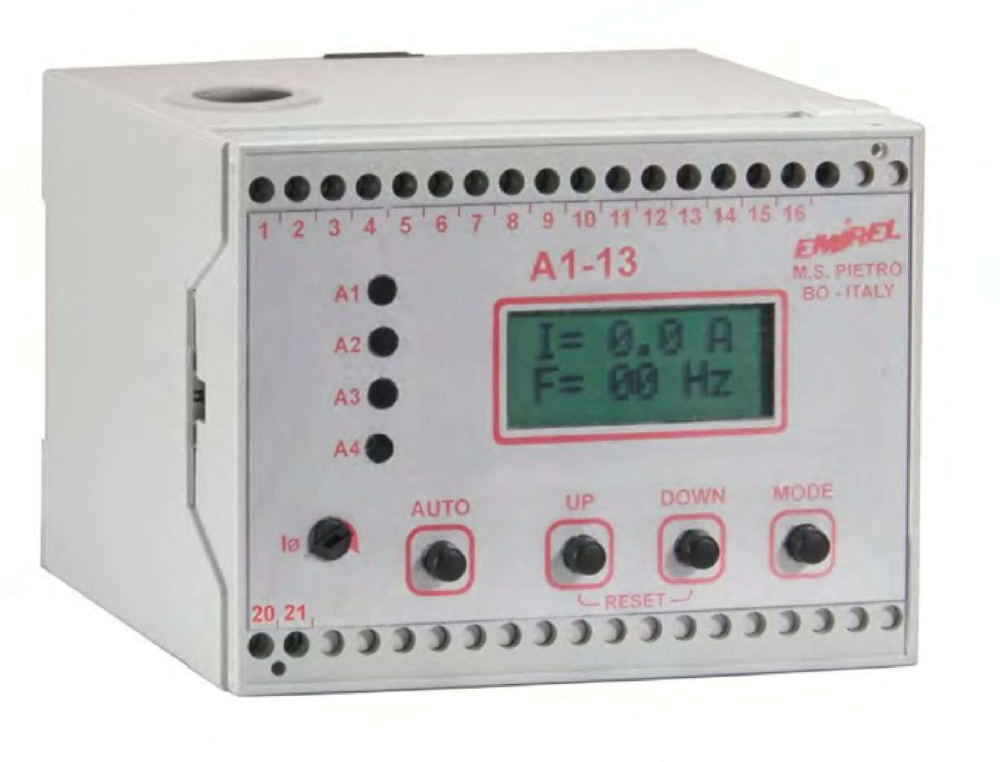 1 2 3 4 5 6 7 8 9 10 11 12 13 14 15 16
EMIREL
M.S. PIETRO
BO - ITALY
A1-13
A1
A2
A3
A4
I= 0.0 A
F= 00 Hz
IØ
AUTO
UP
DOWN
MODE
RESET
20 21